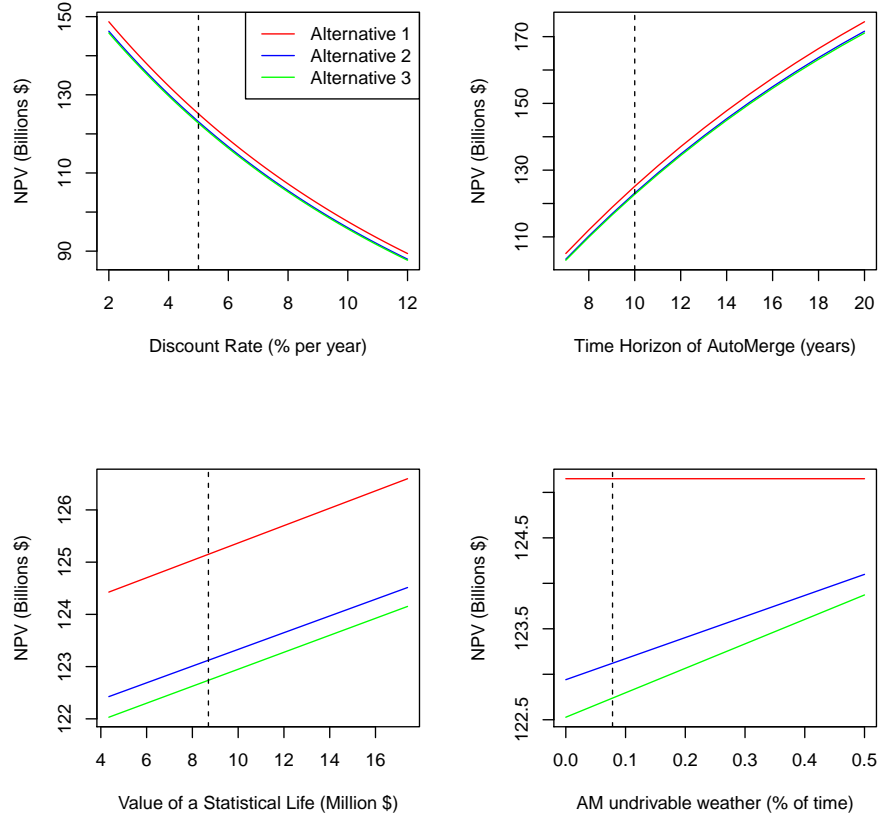 NPV (Billions $)
150
130
110
90
Alternative 1
Alternative 2
Alternative 3
2 4 6 8 10 12
Discount Rate (% per year)
NPV (Billions $)
170
150
130
110
8 10 12 14 16 18 20
Time Horizon of AutoMerge (years)
NPV (Billions $)
126
125
124
123
122
4 6 8 10 12 14 16
Value of a Statistical Life (Million $)
NPV (Billions $)
124.5
123.5
122.5
0.0 0.1 0.2 0.3 0.4 0.5
AM undrivable weather (% of time)